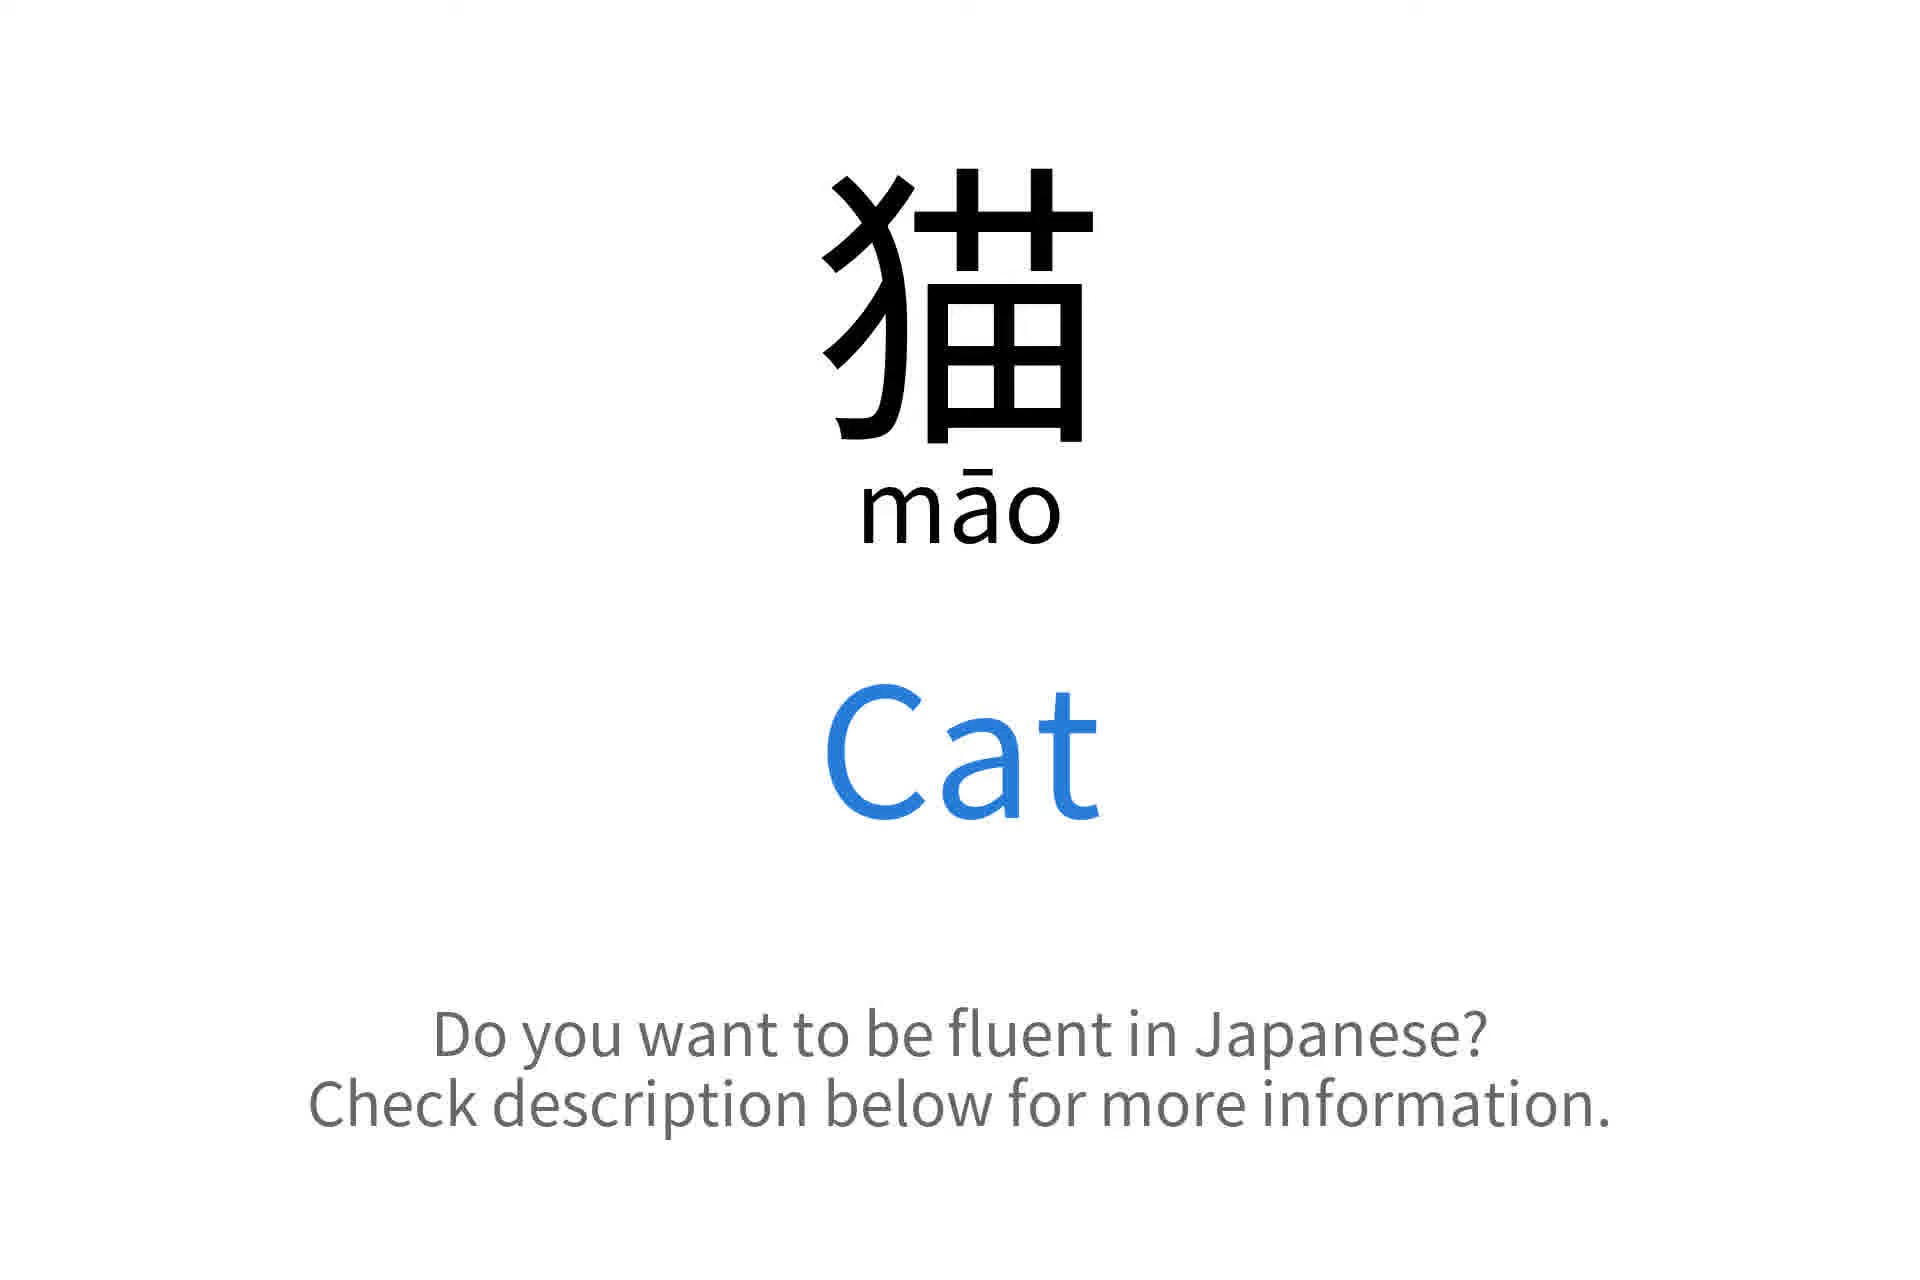 猫
māo
Cat
Do you want to be fluent in Japanese?
Check description below for more information.